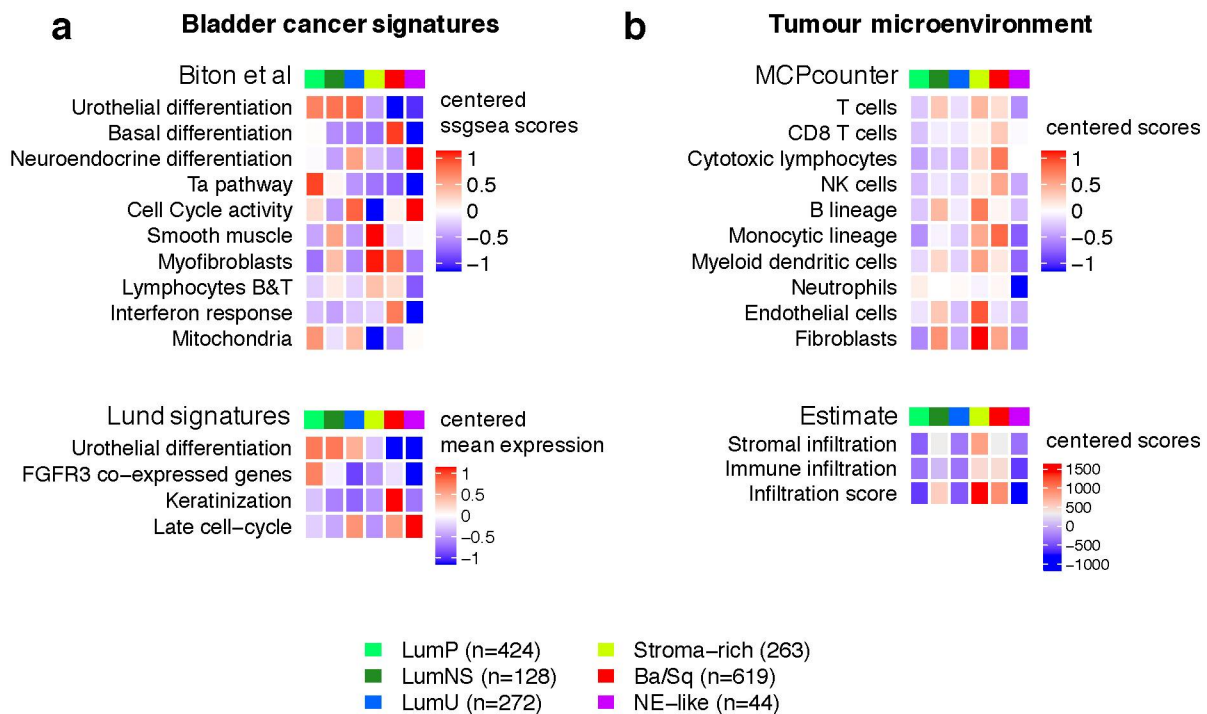 a Bladder cancer signatures
Biton et al
Urothelial differentiation
Basal differentiation
Neuroendocrine differentiation
Ta pathway
Cell Cycle activity
Smooth muscle
Myofibroblasts
Lymphocytes B&T
Interferon response
Mitochondria
centered
ssgsea scores
1
0.5
0
−0.5
−1
Lund signatures
Urothelial differentiation
FGFR3 co−expressed genes
Keratinization
Late cell−cycle
centered
mean expression
1
0.5
0
−0.5
−1
b Tumour microenvironment
MCPcounter
T cells
CD8 T cells
Cytotoxic lymphocytes
NK cells
B lineage
Monocytic lineage
Myeloid dendritic cells
Neutrophils
Endothelial cells
Fibroblasts
centered scores
1
0.5
0
−0.5
−1
Estimate
Stromal infiltration
Immune infiltration
Infiltration score
centered scores
1500
1000
500
0
−500
−1000
LumP (n=424)
LumNS (n=128)
LumU (n=272)
Stroma−rich (263)
Ba/Sq (n=619)
NE−like (n=44)